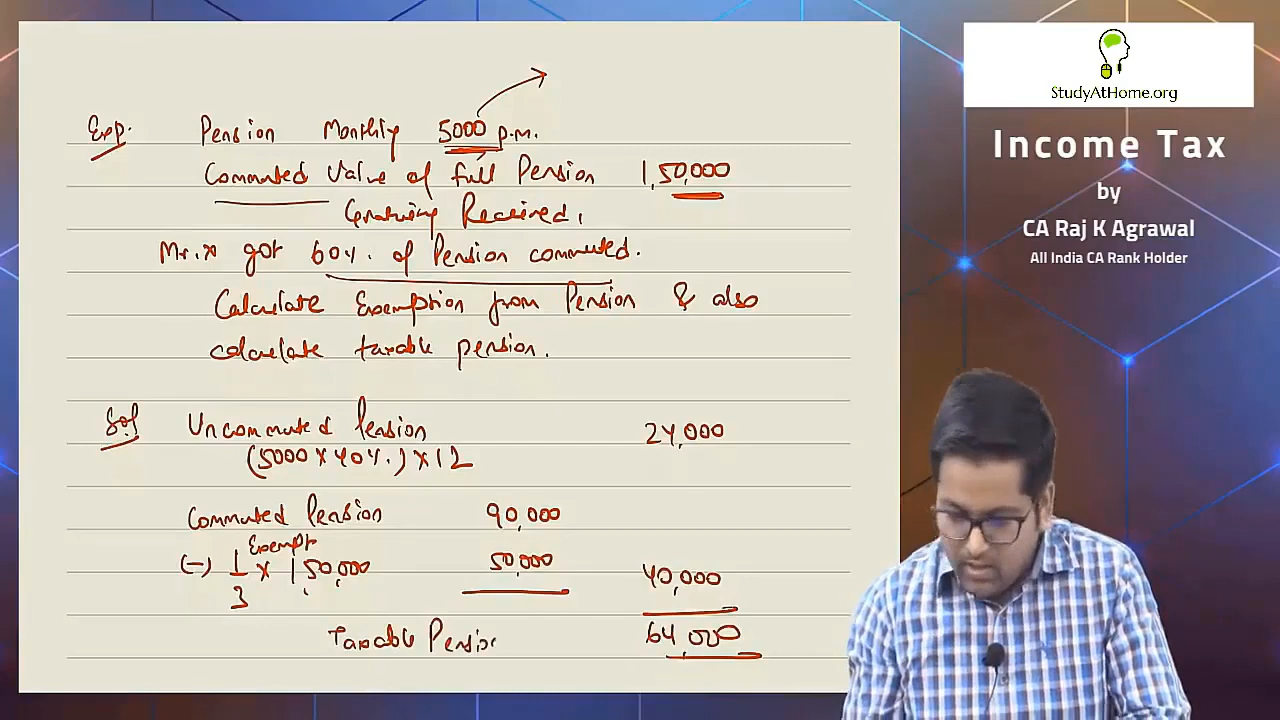 Exp. Pension Monthly 5000 p.m.
Commuted Value of full Pension 1,50,000
Gratuity Received.
Mr. X got 60%. of Pension commuted.
Calculate Exemption from Pension & also
calculate taxable pension.
Sol Uncommuted Pension 24,000
(5000 x 40%.) x 12
Commuted Pension 90,000
Exempt
(-) 1/3 x 1,50,000 50,000 40,000
Taxable Pension 64,000
StudyAtHome.org
Income Tax
by
CA Raj K Agrawal
All India CA Rank Holder